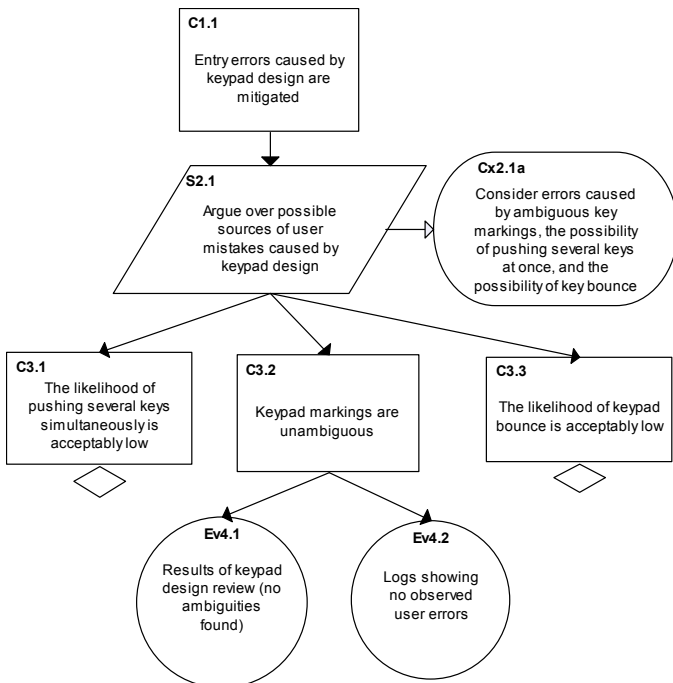 C1.1
Entry errors caused by
keypad design are
mitigated
S2.1
Argue over possible
sources of user
mistakes caused by
keypad design
Cx2.1a
Consider errors caused
by ambiguous key
markings, the possibility
of pushing several keys
at once, and the
possibility of key bounce
C3.1
The likelihood of
pushing several keys
simultaneously is
acceptably low
C3.2
Keypad markings are
unambiguous
C3.3
The likelihood of keypad
bounce is acceptably low
Ev4.1
Results of keypad
design review (no
ambiguities
found)
Ev4.2
Logs showing
no observed
user errors